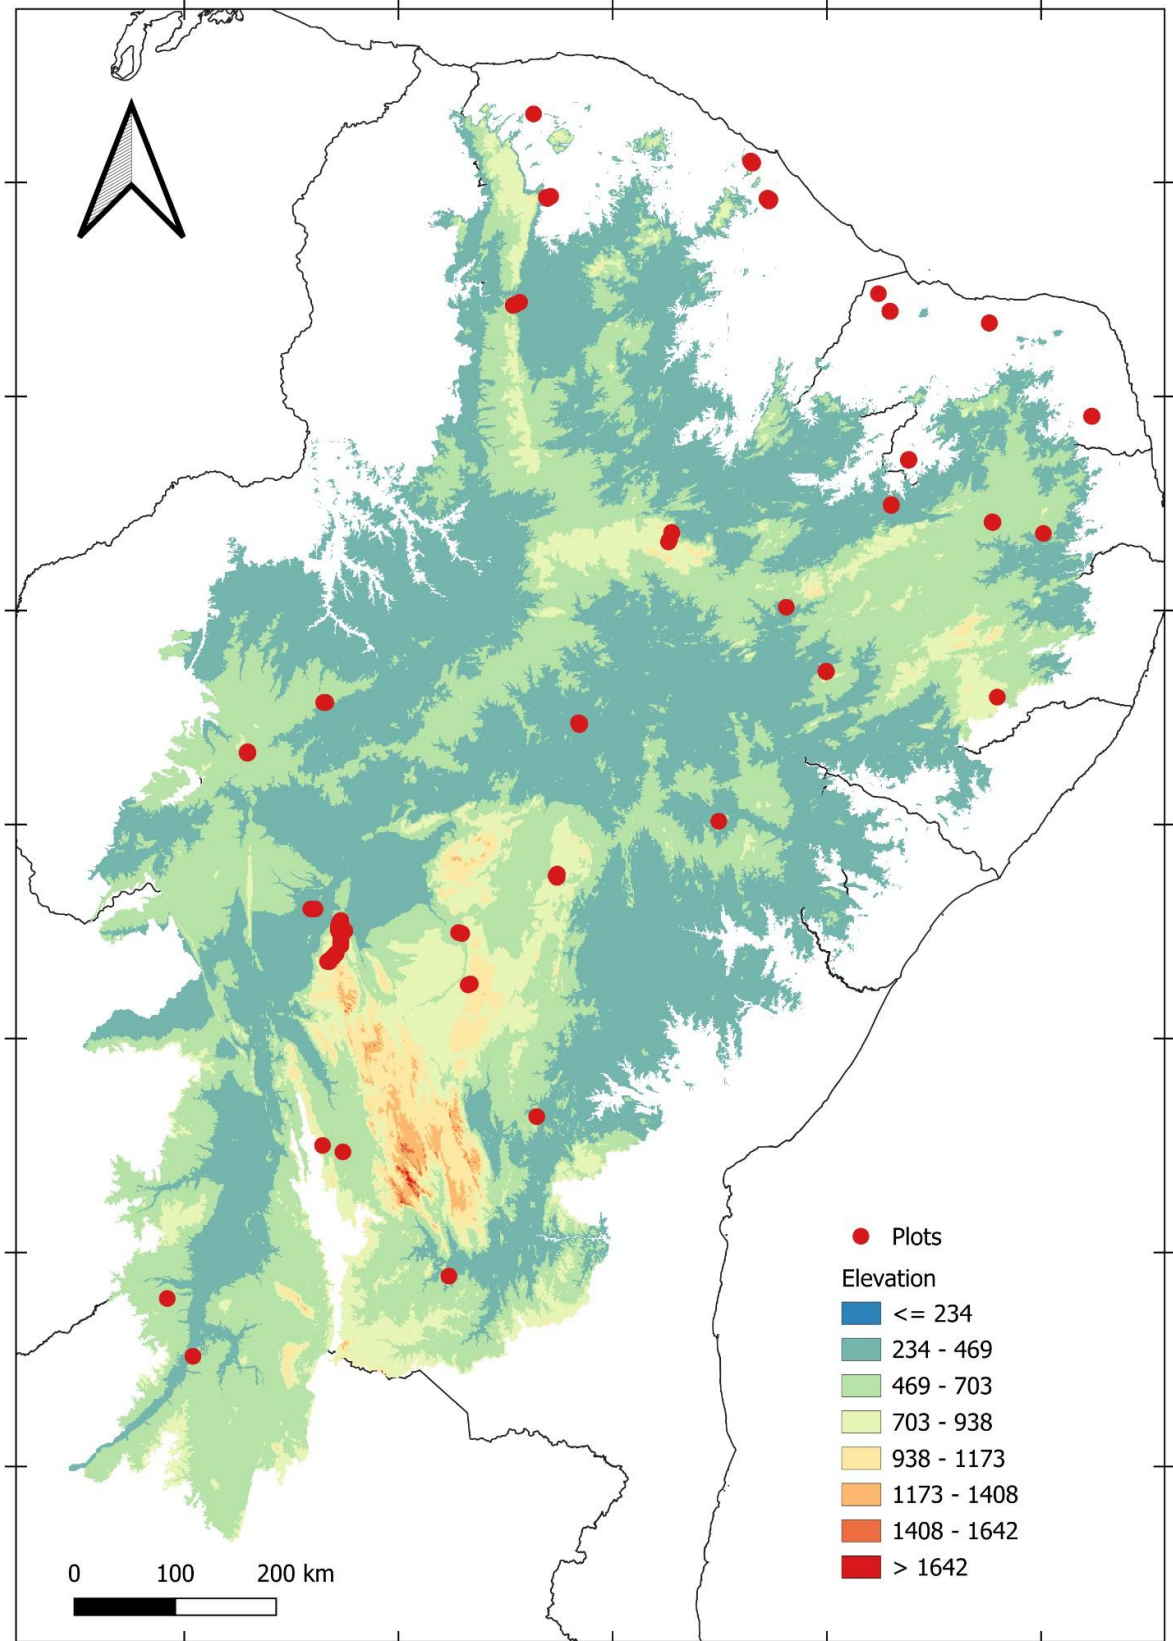 Plots
Elevation
<= 234
234 - 469
469 - 703
703 - 938
938 - 1173
1173 - 1408
1408 - 1642
> 1642
0 100 200 km